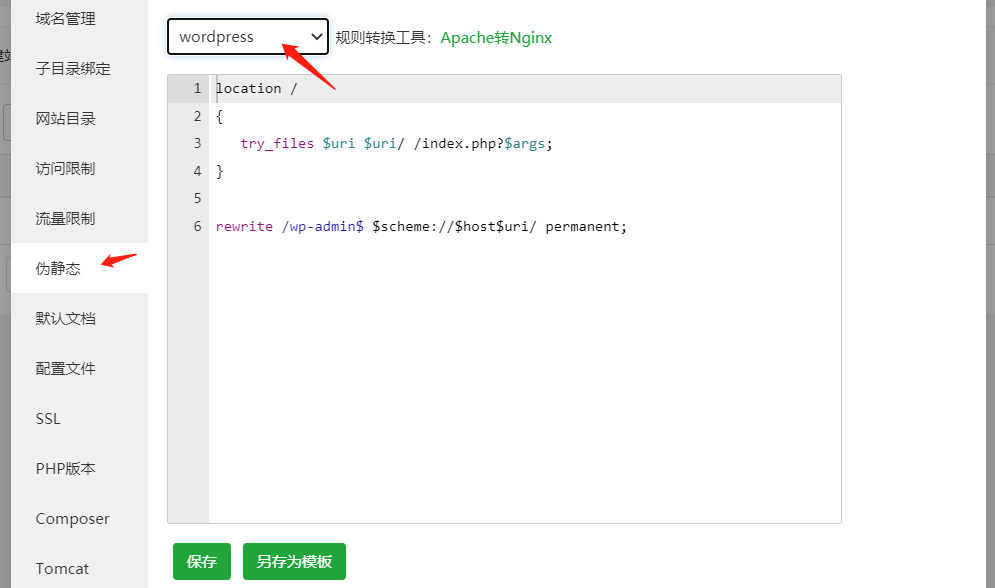 域名管理
子目录绑定
网站目录
访问限制
流量限制
伪静态
默认文档
配置文件
SSL
PHP版本
Composer
Tomcat
wordpress
规则转换工具：Apache转Nginx
1 location /
2 {
3 try_files $uri $uri/ /index.php?$args;
4 }
5
6 rewrite /wp-admin$ $scheme://$host$uri/ permanent;
保存
另存为模板